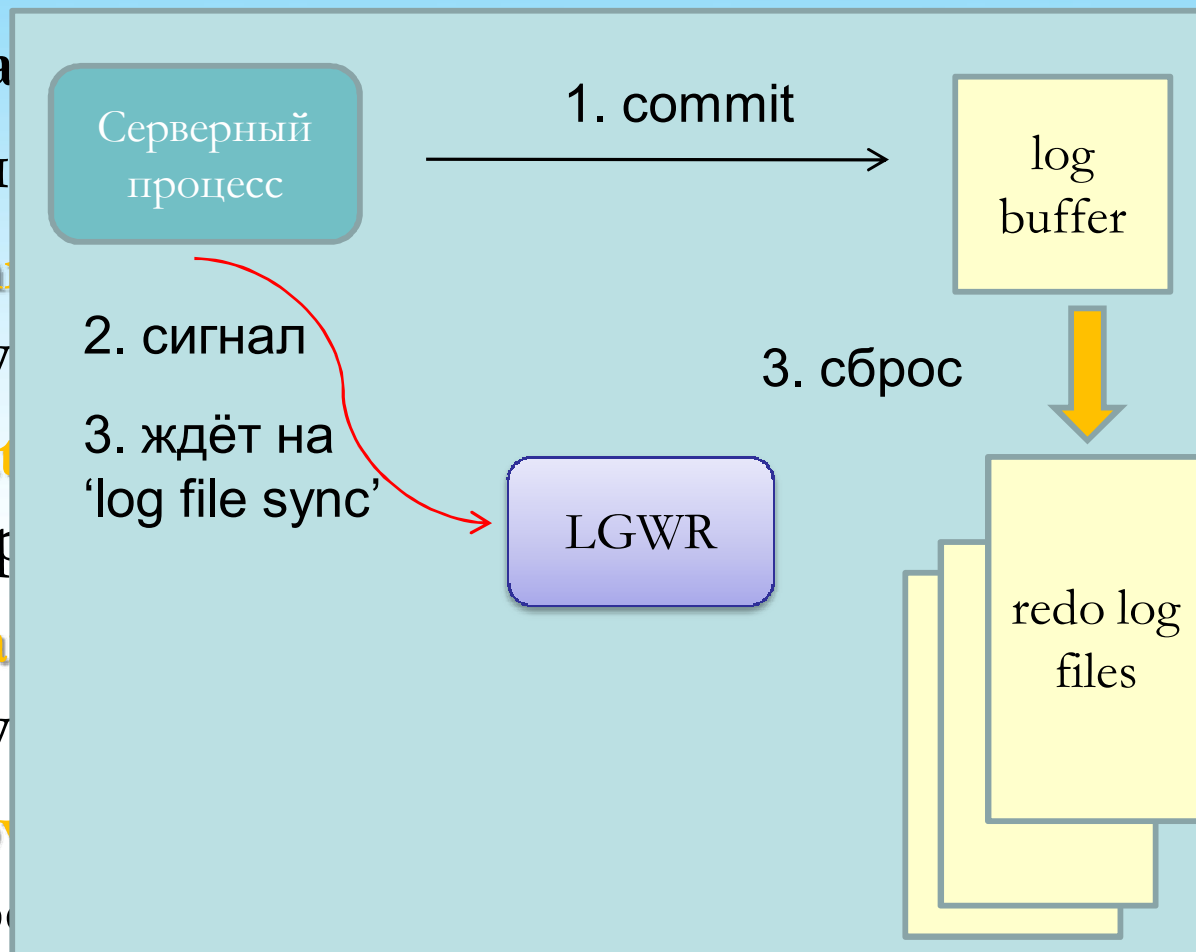 Серверный
процесс
1. commit
log
buffer
2. сигнал
3. ждёт на
‘log file sync’
3. сброс
LGWR
redo log
files